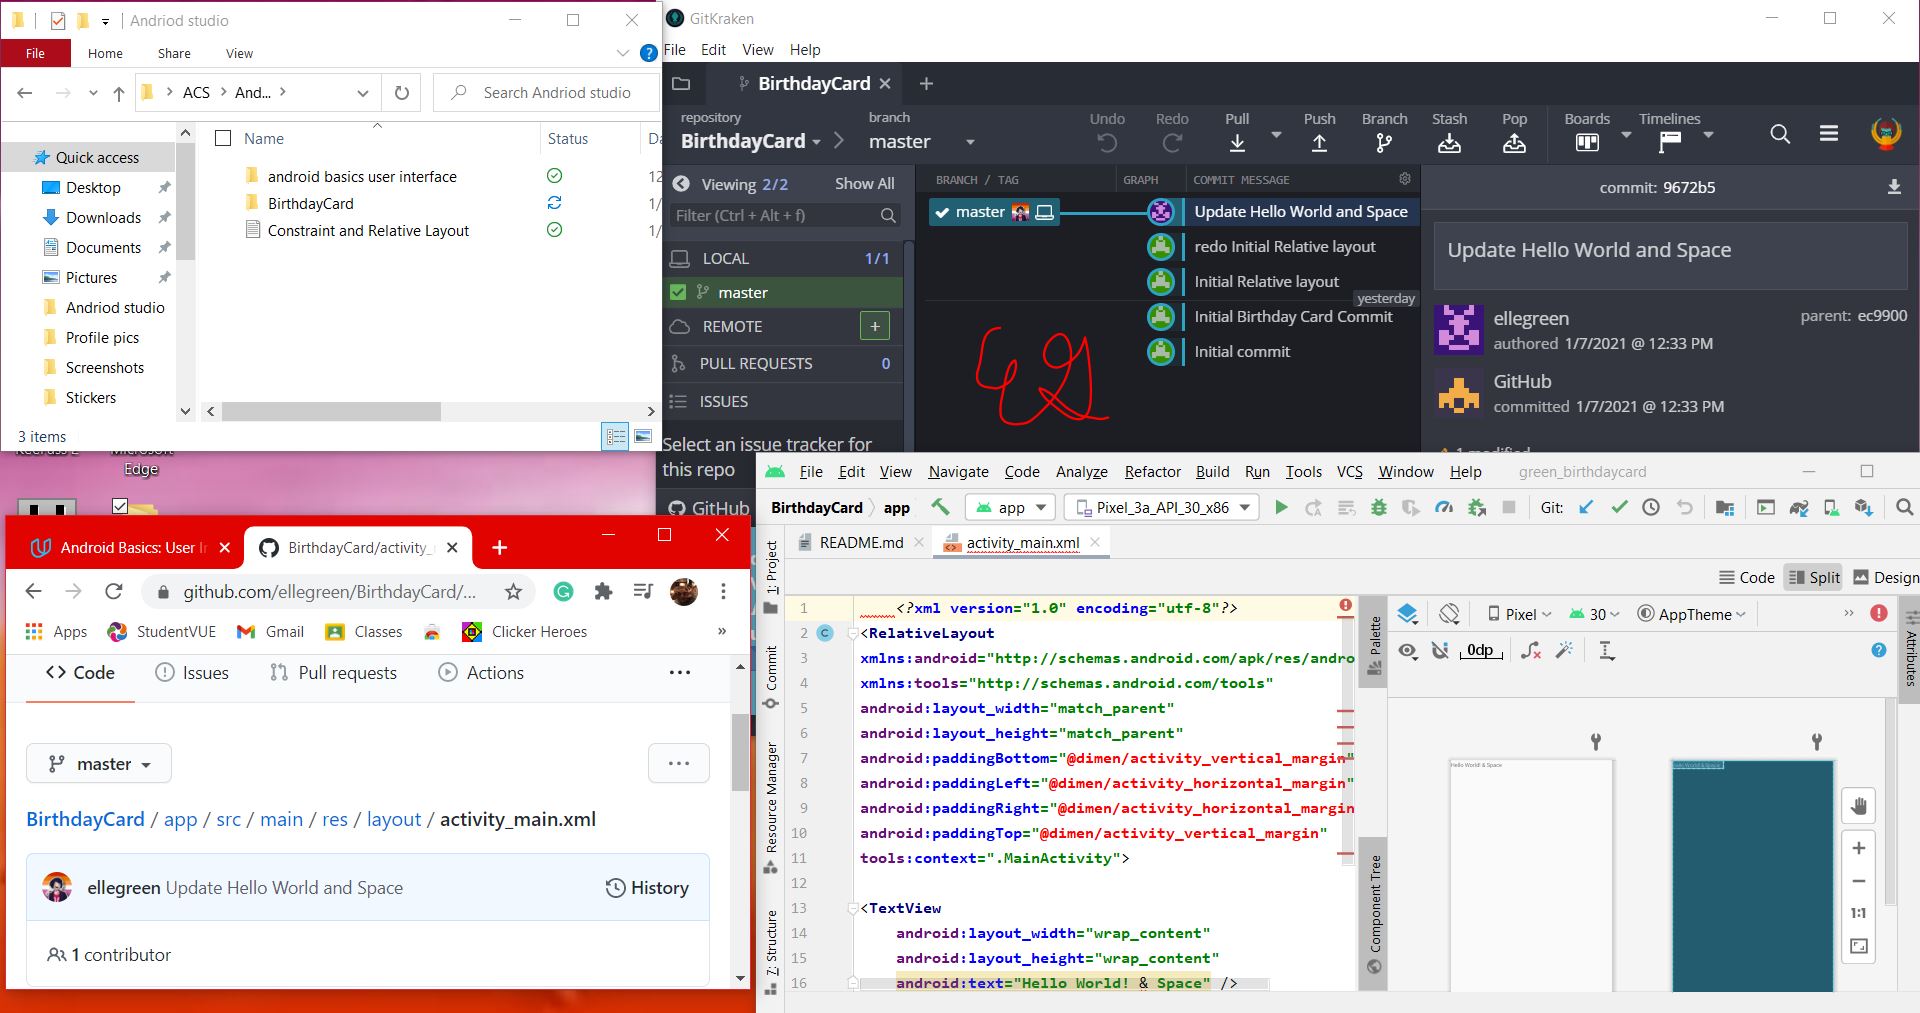 Andriod studio
File Home Share View
ACS And... Search Andriod studio
Name Status
Quick access
Desktop
Downloads
Documents
Pictures
Andriod studio
Profile pics
Screenshots
Stickers
android basics user interface 12
BirthdayCard 1/
Constraint and Relative Layout 1/
3 items
Edge
GitKraken
File Edit View Help
BirthdayCard
repository branch
BirthdayCard master
Undo Redo Pull Push Branch Stash Pop Boards Timelines
Viewing 2/2 Show All
Filter (Ctrl + Alt + f)
LOCAL 1/1
master
REMOTE
PULL REQUESTS 0
ISSUES
Select an issue tracker for
this repo
GitHub
BRANCH / TAG GRAPH COMMIT MESSAGE
master Update Hello World and Space
redo Initial Relative layout
Initial Relative layout
yesterday
Initial Birthday Card Commit
Initial commit
commit: 9672b5
Update Hello World and Space
ellegreen parent: ec9900
authored 1/7/2021 @ 12:33 PM
GitHub
committed 1/7/2021 @ 12:33 PM
Android Basics: User In BirthdayCard/activity_
github.com/ellegreen/BirthdayCard/...
Apps StudentVUE Gmail Classes Clicker Heroes »
Code Issues Pull requests Actions ...
master ...
BirthdayCard / app / src / main / res / layout / activity_main.xml
ellegreen Update Hello World and Space History
1 contributor
File Edit View Navigate Code Analyze Refactor Build Run Tools VCS Window Help green_birthdaycard
BirthdayCard app app Pixel_3a_API_30_x86 Git:
README.md activity_main.xml
Code Split Design
1: Project
Commit
Resource Manager
7: Structure
1 <?xml version="1.0" encoding="utf-8"?>
2 <RelativeLayout
3 xmlns:android="http://schemas.android.com/apk/res/andro
4 xmlns:tools="http://schemas.android.com/tools"
5 android:layout_width="match_parent"
6 android:layout_height="match_parent"
7 android:paddingBottom="@dimen/activity_vertical_margin"
8 android:paddingLeft="@dimen/activity_horizontal_margin"
9 android:paddingRight="@dimen/activity_horizontal_margin
10 android:paddingTop="@dimen/activity_vertical_margin"
11 tools:context=".MainActivity">
12
13 <TextView
14 android:layout_width="wrap_content"
15 android:layout_height="wrap_content"
16 android:text="Hello World! & Space" />
Palette
Component Tree
Pixel 30 AppTheme »
0dp
Attributes
Hello World! & Space
1:1